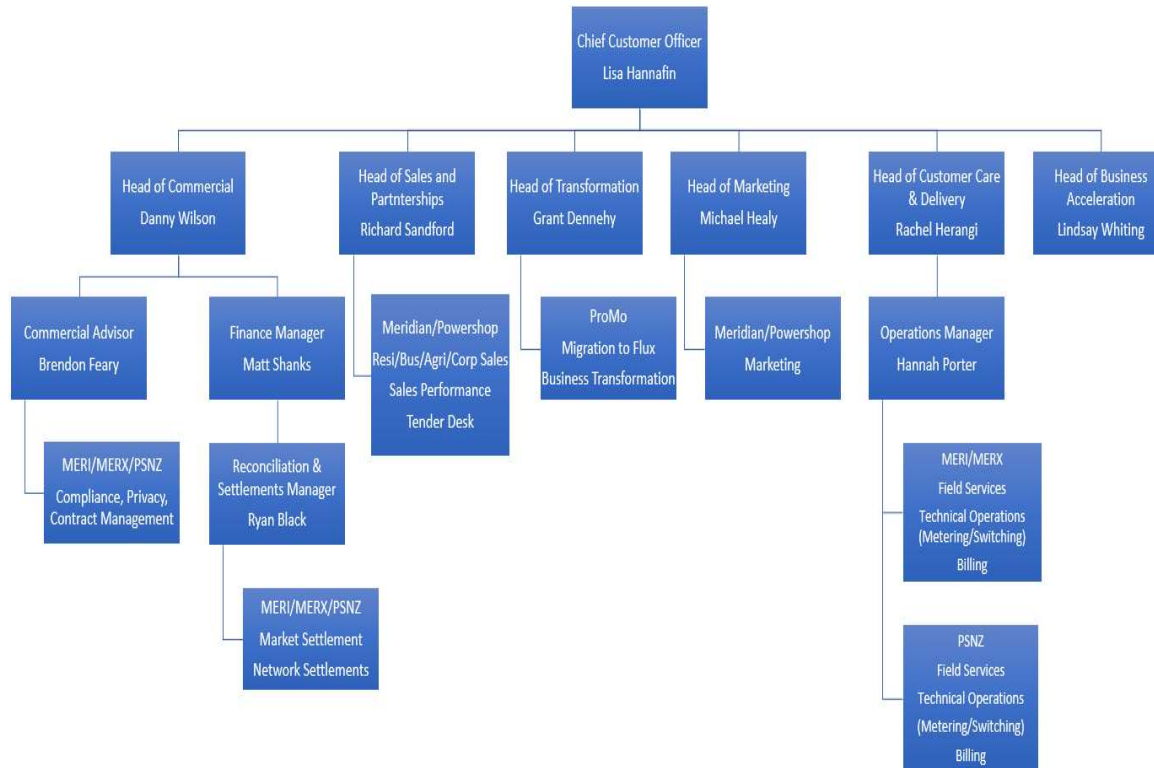 Chief Customer Officer
Lisa Hannafin
Head of Commercial
Danny Wilson
Head of Sales and
Partnterships
Richard Sandford
Head of Transformation
Grant Dennehy
Head of Marketing
Michael Healy
Head of Customer Care
& Delivery
Rachel Herangi
Head of Business
Acceleration
Lindsay Whiting
Commercial Advisor
Brendon Feary
Finance Manager
Matt Shanks
Meridian/Powershop
Resi/Bus/Agri/Corp Sales
Sales Performance
Tender Desk
ProMo
Migration to Flux
Business Transformation
Meridian/Powershop
Marketing
Operations Manager
Hannah Porter
MERI/MERX/PSNZ
Compliance, Privacy,
Contract Management
Reconciliation &
Settlements Manager
Ryan Black
MERI/MERX
Field Services
Technical Operations
(Metering/Switching)
Billing
MERI/MERX/PSNZ
Market Settlement
Network Settlements
PSNZ
Field Services
Technical Operations
(Metering/Switching)
Billing